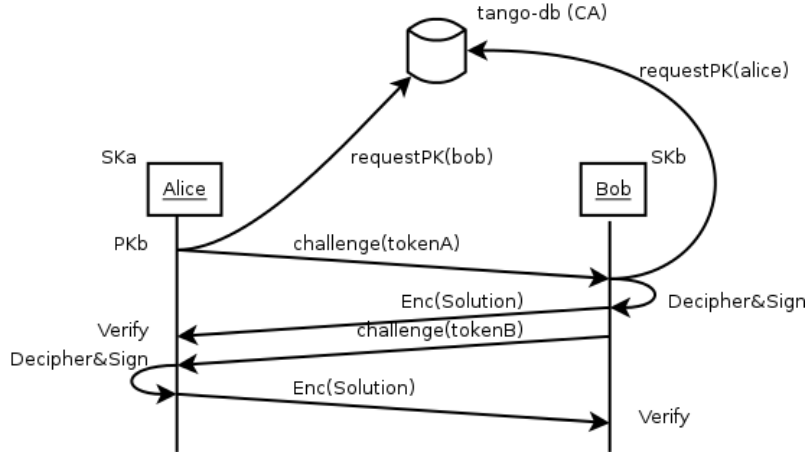 tango-db (CA)
requestPK(alice)
requestPK(bob)
SKa
SKb
Alice
Bob
PKb
challenge(tokenA)
Enc(Solution)
Decipher&Sign
Verify
challenge(tokenB)
Decipher&Sign
Enc(Solution)
Verify